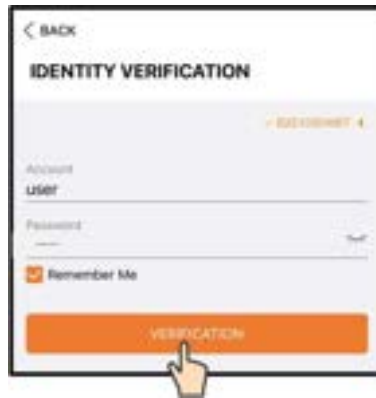 < BACK
IDENTITY VERIFICATION
Account
user
Password
Remember Me
VERIFICATION